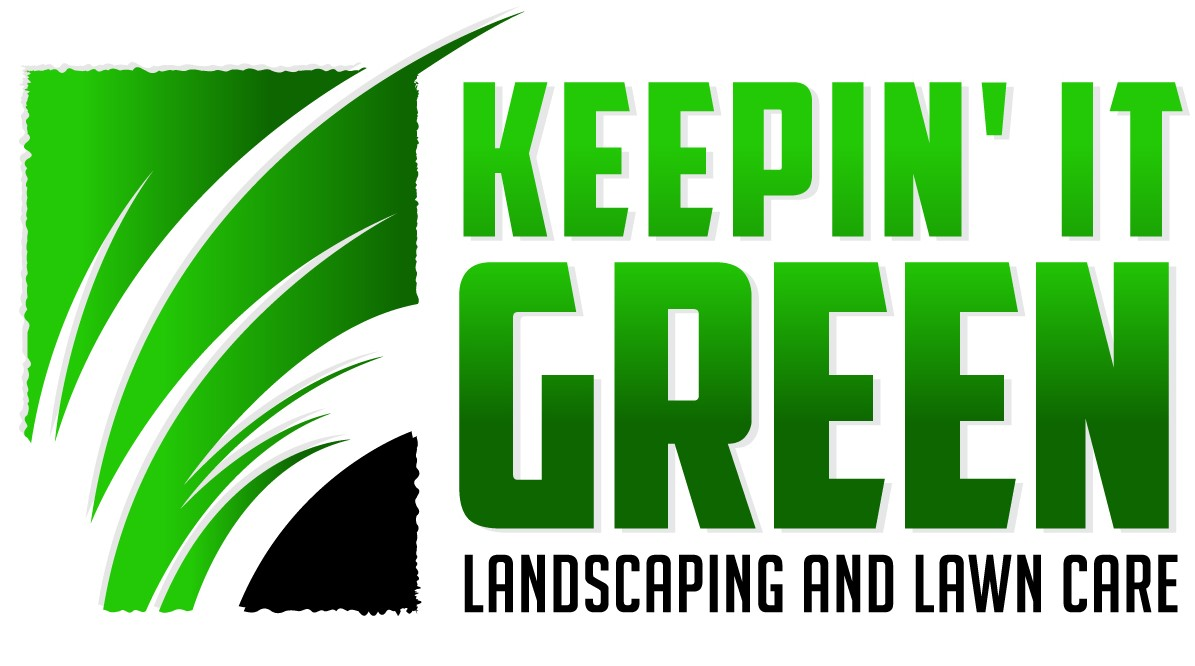 KEEPIN' IT
GREEN
LANDSCAPING AND LAWN CARE